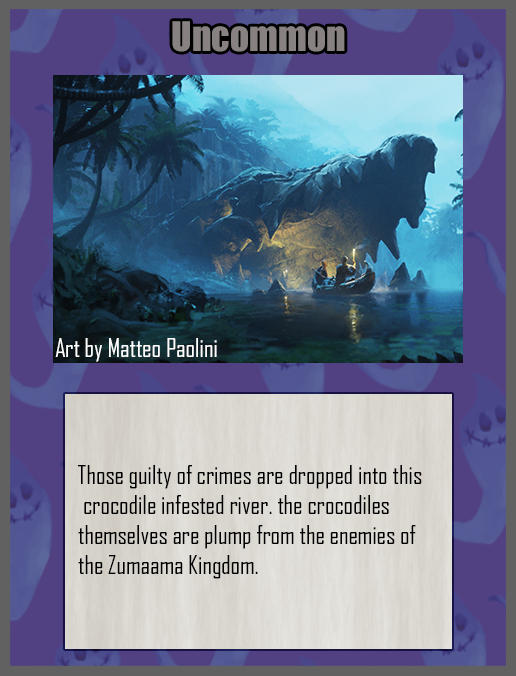 Uncommon
Art by Matteo Paolini
Those guilty of crimes are dropped into this
crocodile infested river. the crocodiles
themselves are plump from the enemies of
the Zumaama Kingdom.